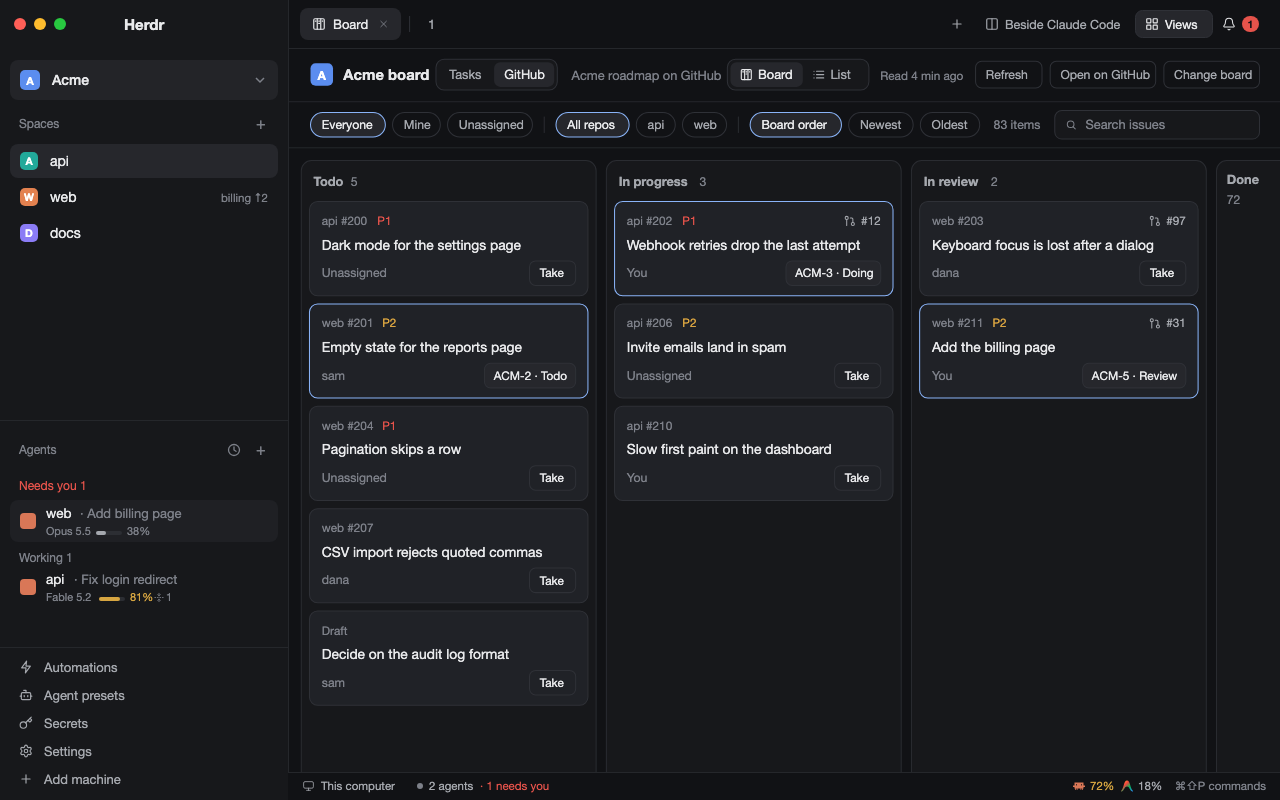 Herdr
A Acme
Spaces
A api
W web billing ↑2
D docs
Agents
Needs you 1
web · Add billing page
Opus 5.5 38%
Working 1
api · Fix login redirect
Fable 5.2 81% 1
Automations
Agent presets
Secrets
Settings
Add machine
Board × 1
+ Beside Claude Code Views 1
A Acme board Tasks GitHub Acme roadmap on GitHub Board List Read 4 min ago Refresh Open on GitHub Change board
Everyone Mine Unassigned All repos api web Board order Newest Oldest 83 items Search issues
Todo 5
api #200 P1
Dark mode for the settings page
Unassigned Take
web #201 P2
Empty state for the reports page
sam ACM-2 · Todo
web #204 P1
Pagination skips a row
Unassigned Take
web #207
CSV import rejects quoted commas
dana Take
Draft
Decide on the audit log format
sam Take
In progress 3
api #202 P1 #12
Webhook retries drop the last attempt
You ACM-3 · Doing
api #206 P2
Invite emails land in spam
Unassigned Take
api #210
Slow first paint on the dashboard
You Take
In review 2
web #203 #97
Keyboard focus is lost after a dialog
dana Take
web #211 P2 #31
Add the billing page
You ACM-5 · Review
Done
72
This computer 2 agents · 1 needs you 72% 18% ⌘⇧P commands